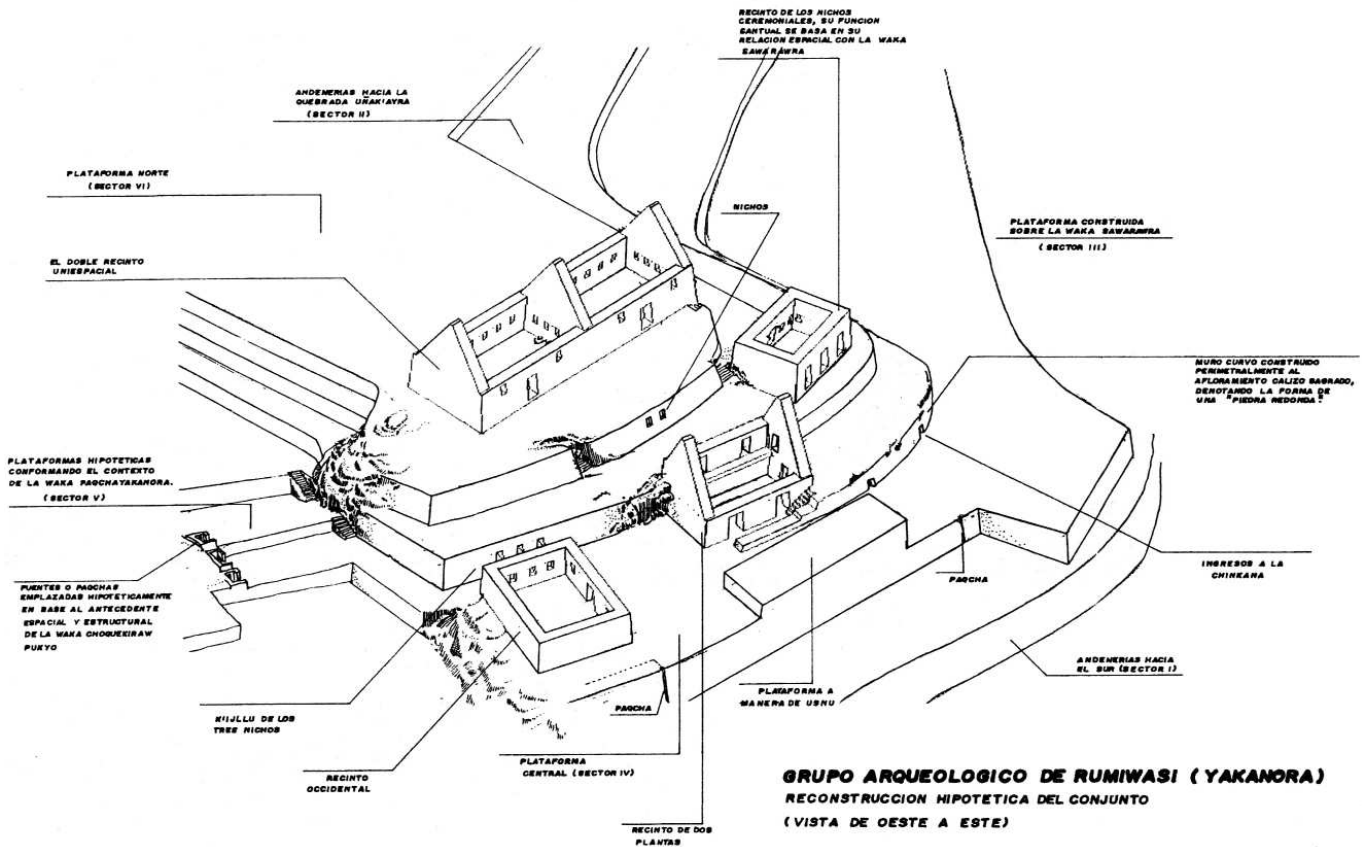 RECINTO DE LOS NICHOS
CEREMONIALES, SU FUNCION
SANTUAL SE BASA EN SU
RELACION ESPACIAL CON LA WAKA
SAWARAWRA
ANDENERIAS HACIA LA
QUEBRADA UÑAK'AYRA
(SECTOR II)
PLATAFORMA NORTE
(SECTOR VI)
NICHOS
PLATAFORMA CONSTRUIDA
SOBRE LA WAKA SAWARAWRA
(SECTOR III)
EL DOBLE RECINTO
UNIESPACIAL
MURO CURVO CONSTRUIDO
PERIMETRALMENTE AL
AFLORAMIENTO CALIZO SAGRADO,
DENOTANDO LA FORMA DE
UNA "PIEDRA REDONDA".
PLATAFORMAS HIPOTETICAS
CONFORMANDO EL CONTEXTO
DE LA WAKA PAQCHAYAKANORA.
(SECTOR V)
INGRESOS A LA
CHINKANA
PAQCHA
FUENTES O PAQCHAS
EMPLAZADAS HIPOTETICAMENTE
EN BASE AL ANTECEDENTE
ESPACIAL Y ESTRUCTURAL
DE LA WAKA CHOQUEKIRAW
PUKYO
ANDENERIAS HACIA
EL SUR (SECTOR I)
PLATAFORMA A
MANERA DE USNU
PAQCHA
K'IJLLU DE LOS
TRES NICHOS
PLATAFORMA
CENTRAL (SECTOR IV)
RECINTO
OCCIDENTAL
RECINTO DE DOS
PLANTAS
GRUPO ARQUEOLOGICO DE RUMIWASI ( YAKANORA)
RECONSTRUCCION HIPOTETICA DEL CONJUNTO
(VISTA DE OESTE A ESTE)